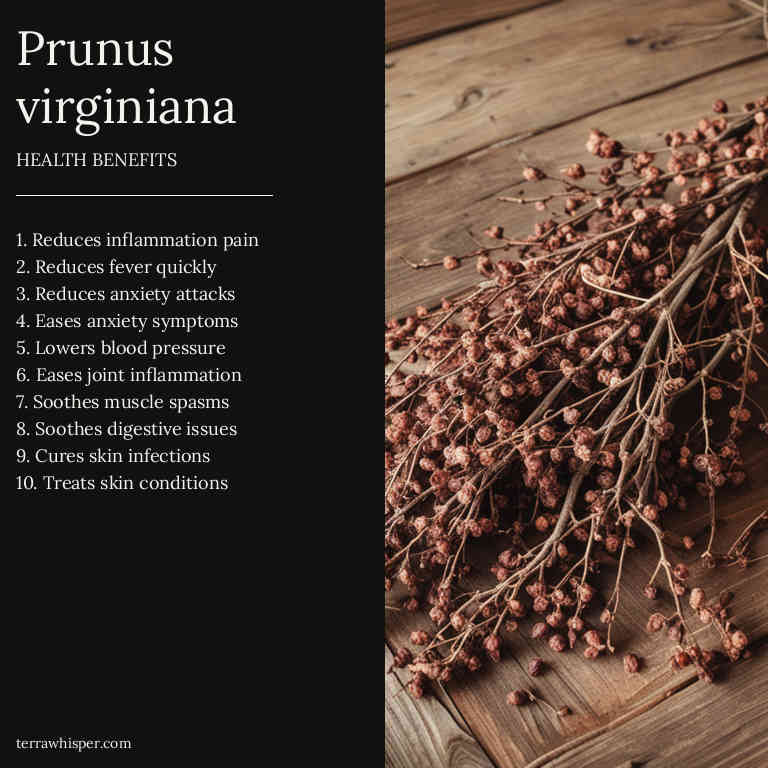 Prunus
virginiana
HEALTH BENEFITS
1. Reduces inflammation pain
2. Reduces fever quickly
3. Reduces anxiety attacks
4. Eases anxiety symptoms
5. Lowers blood pressure
6. Eases joint inflammation
7. Soothes muscle spasms
8. Soothes digestive issues
9. Cures skin infections
10. Treats skin conditions
terrawhisper.com